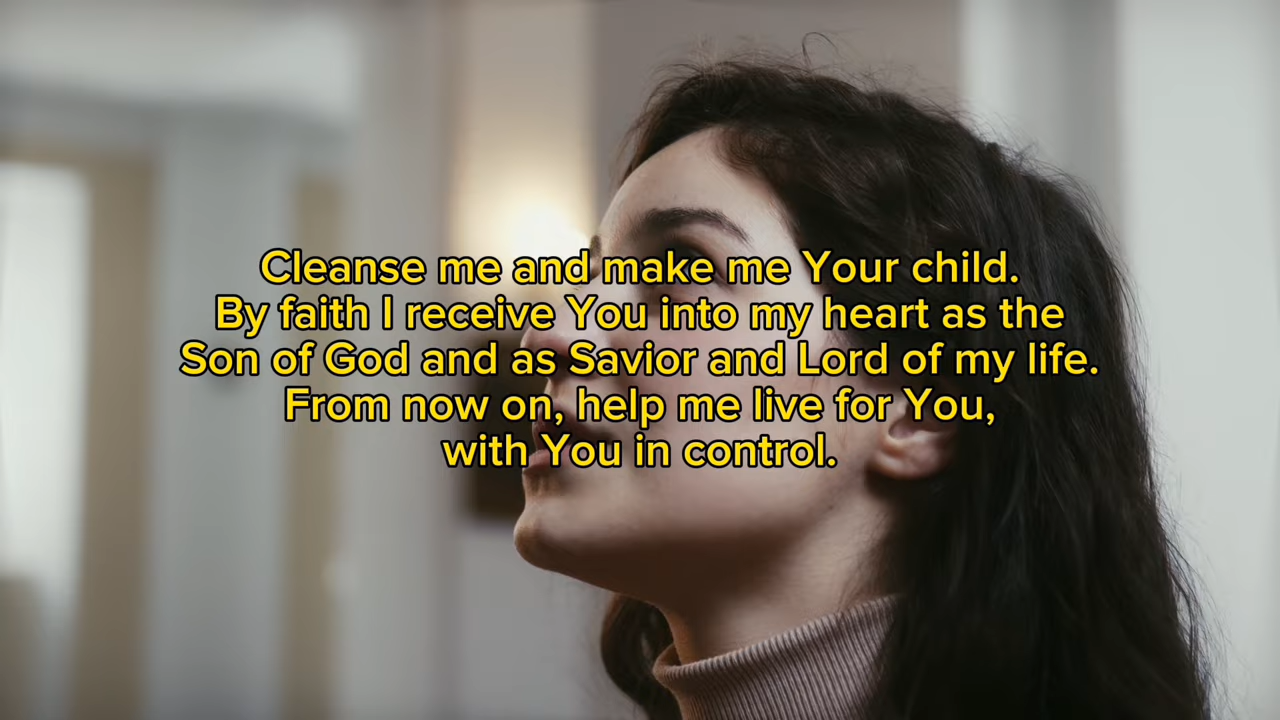 Cleanse me and make me Your child.
By faith I receive You into my heart as the
Son of God and as Savior and Lord of my life.
From now on, help me live for You,
with You in control.